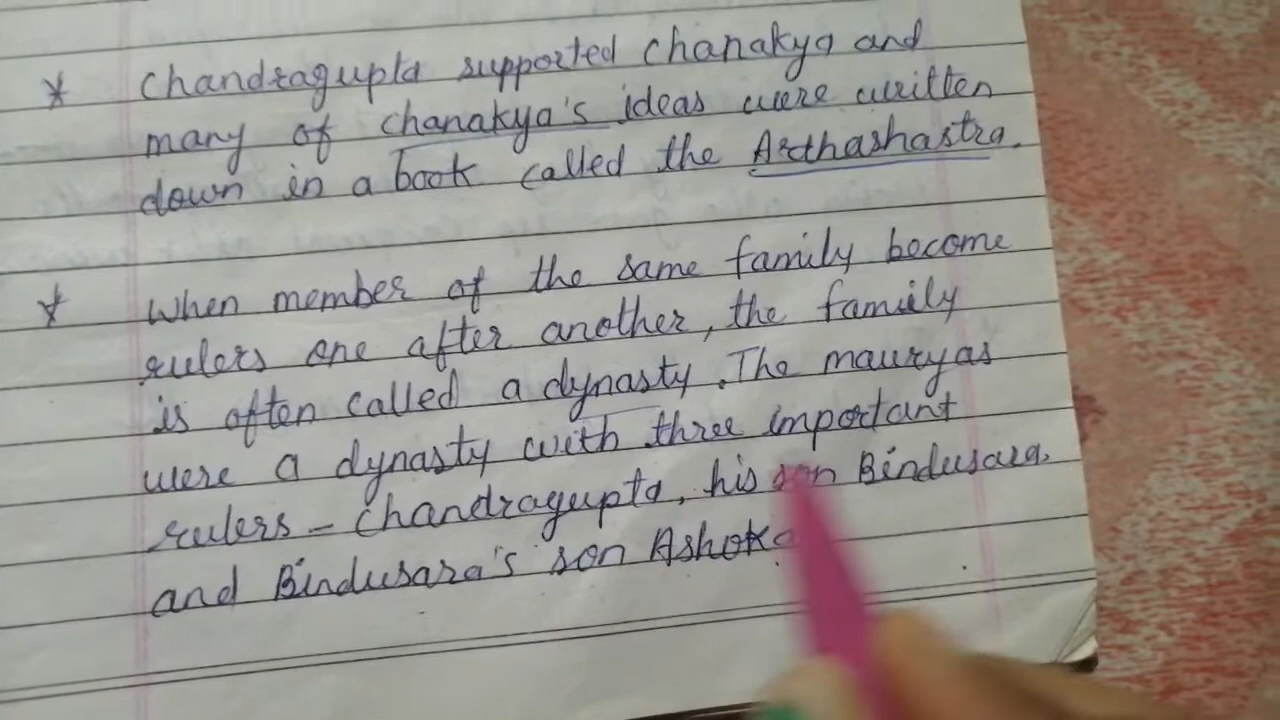 * Chandragupta supported Chanakya and
many of chanakya's ideas were written
down in a book called the Arthashastra.
* When member of the same family become
rulers one after another, the family
is often called a dynasty. The mauryas
were a dynasty with three important
rulers - Chandragupta, his son Bindusara,
and Bindusara's son Ashoka